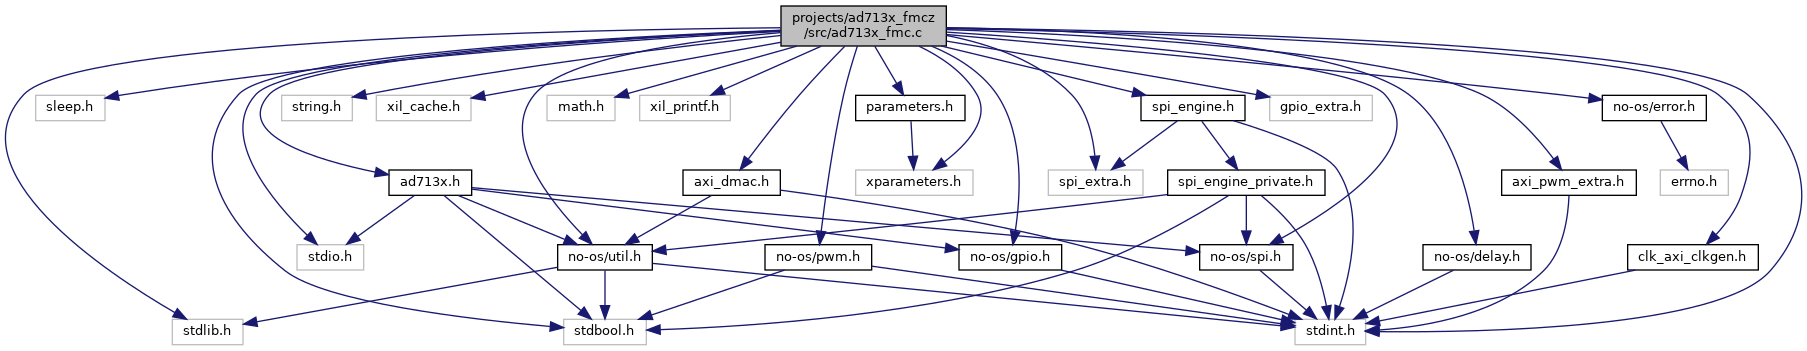 projects/ad713x_fmcz
/src/ad713x_fmc.c
sleep.h
string.h
xil_cache.h
math.h
xil_printf.h
parameters.h
spi_engine.h
gpio_extra.h
no-os/error.h
ad713x.h
axi_dmac.h
xparameters.h
spi_extra.h
spi_engine_private.h
axi_pwm_extra.h
errno.h
stdio.h
no-os/util.h
no-os/pwm.h
no-os/gpio.h
no-os/spi.h
no-os/delay.h
clk_axi_clkgen.h
stdlib.h
stdbool.h
stdint.h